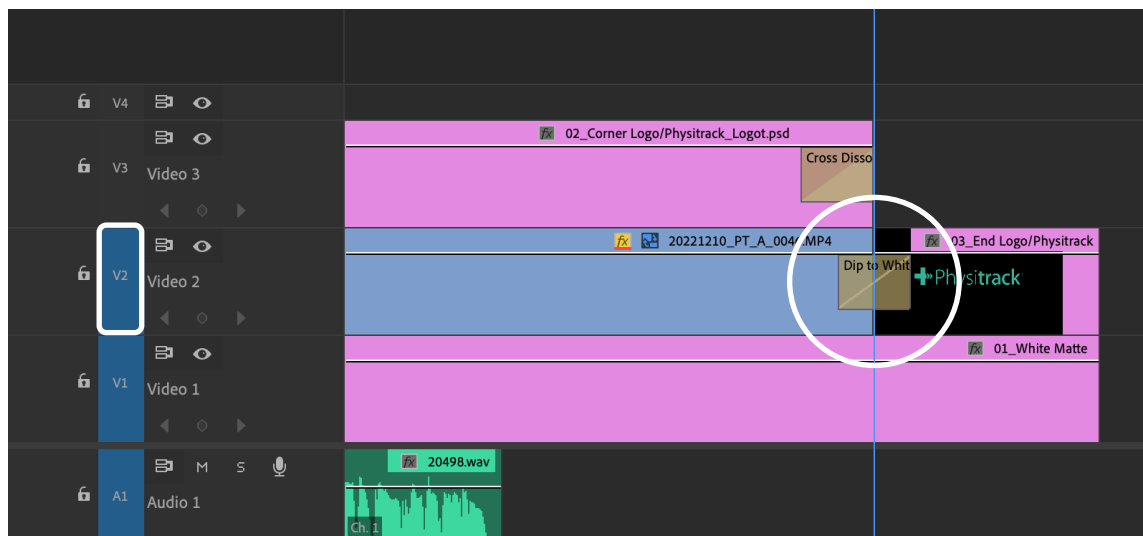 V4
02_Corner Logo/Physitrack_Logot.psd
V3
Video 3
Cross Disso
20221210_PT_A_004
.MP4
03_End Logo/Physitrack
V2
Video 2
Dip to Whit
Physitrack
01_White Matte
V1
Video 1
M S
20498.wav
A1
Audio 1
Ch. 1